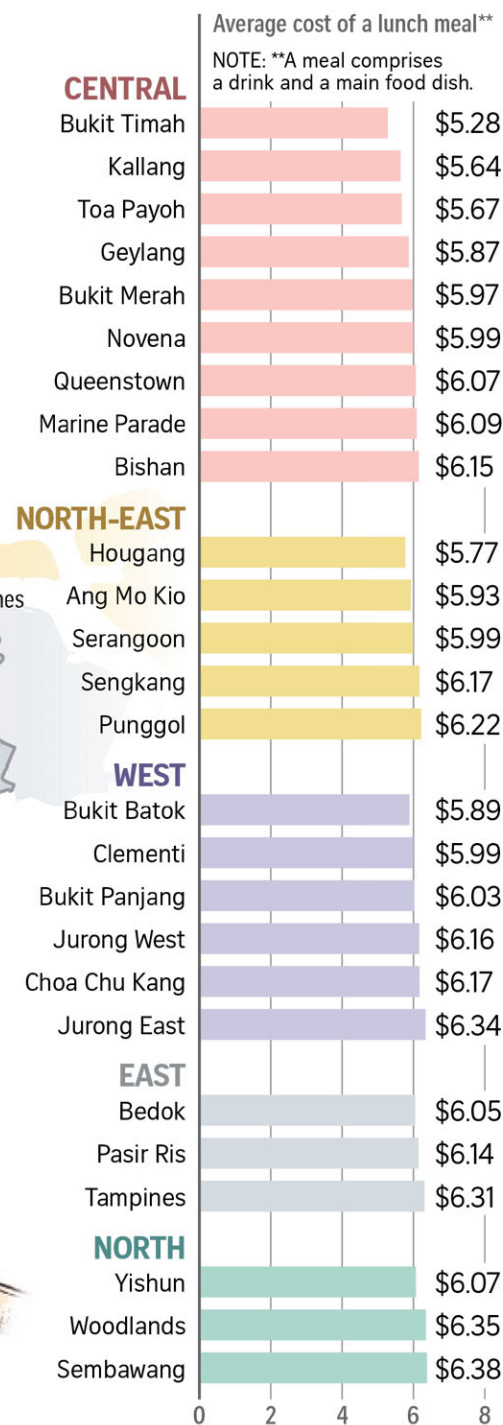 Average cost of a lunch meal**
NOTE: **A meal comprises
a drink and a main food dish.
CENTRAL
Bukit Timah $5.28
Kallang $5.64
Toa Payoh $5.67
Geylang $5.87
Bukit Merah $5.97
Novena $5.99
Queenstown $6.07
Marine Parade $6.09
Bishan $6.15
NORTH-EAST
Hougang $5.77
Ang Mo Kio $5.93
Serangoon $5.99
Sengkang $6.17
Punggol $6.22
WEST
Bukit Batok $5.89
Clementi $5.99
Bukit Panjang $6.03
Jurong West $6.16
Choa Chu Kang $6.17
Jurong East $6.34
EAST
Bedok $6.05
Pasir Ris $6.14
Tampines $6.31
NORTH
Yishun $6.07
Woodlands $6.35
Sembawang $6.38
0 2 4 6 8